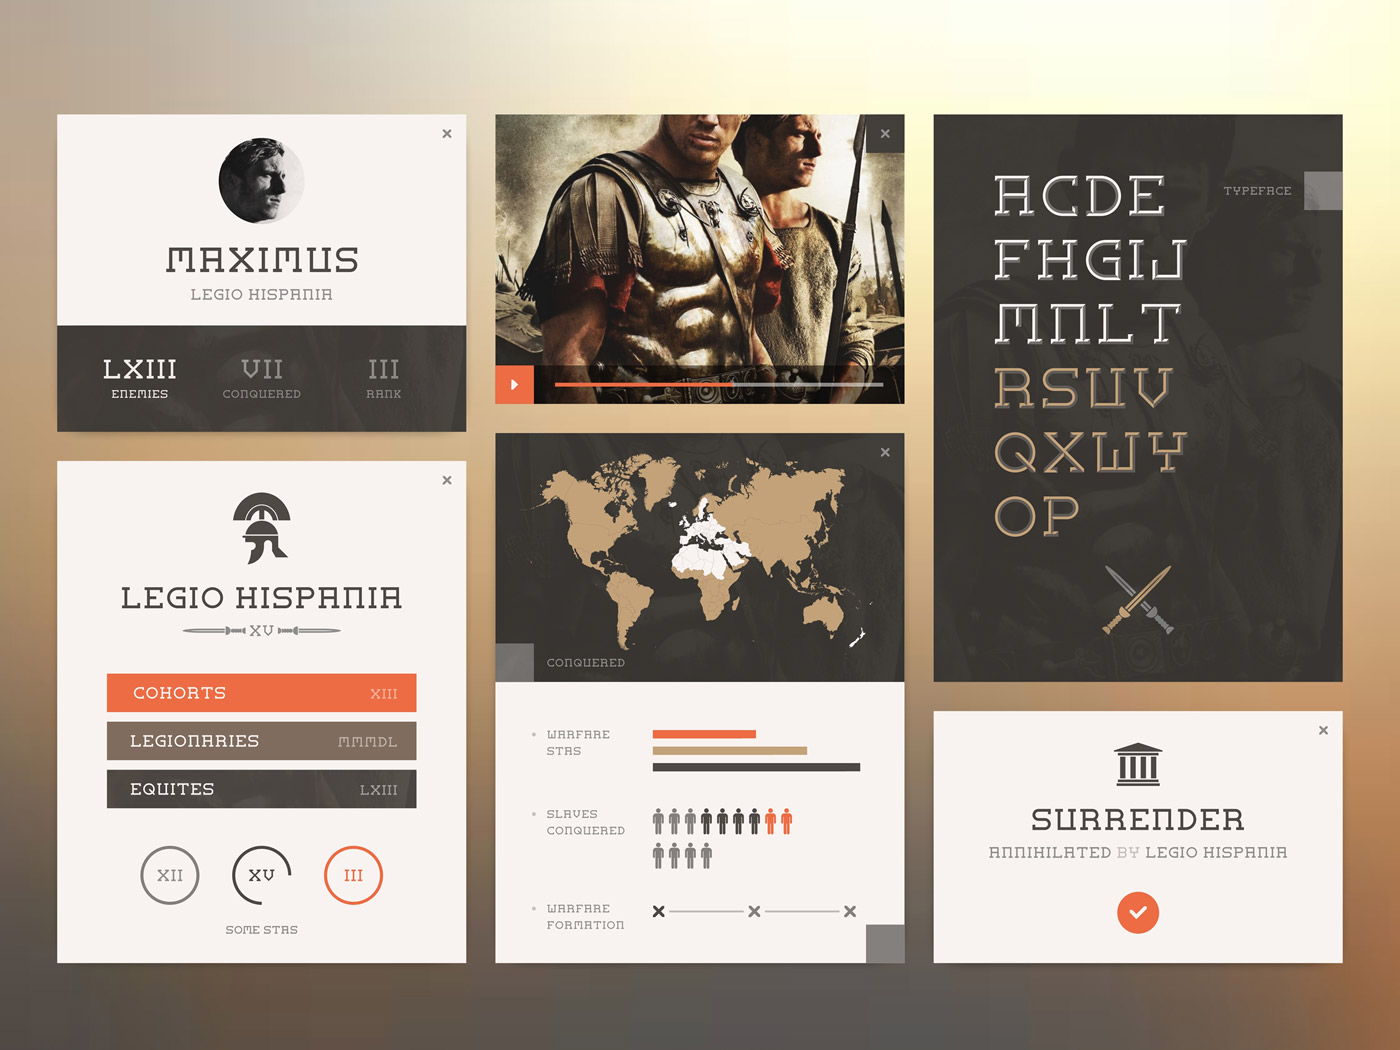 MAXIMUS
LEGIO HISPANIA
LXIII VII III
ENEMIES CONQUERED RANK
LEGIO HISPANIA
XV
COHORTS XIII
LEGIONARIES MMMDL
EQUITES LXIII
XII XV III
SOME STAS
CONQUERED
WARFARE
STAS
SLAVES
CONQUERED
WARFARE
FORMATION
ACDE
TYPEFACE
FHGIJ
MNLT
RSUV
QXWY
OP
SURRENDER
ANNIHILATED BY LEGIO HISPANIA